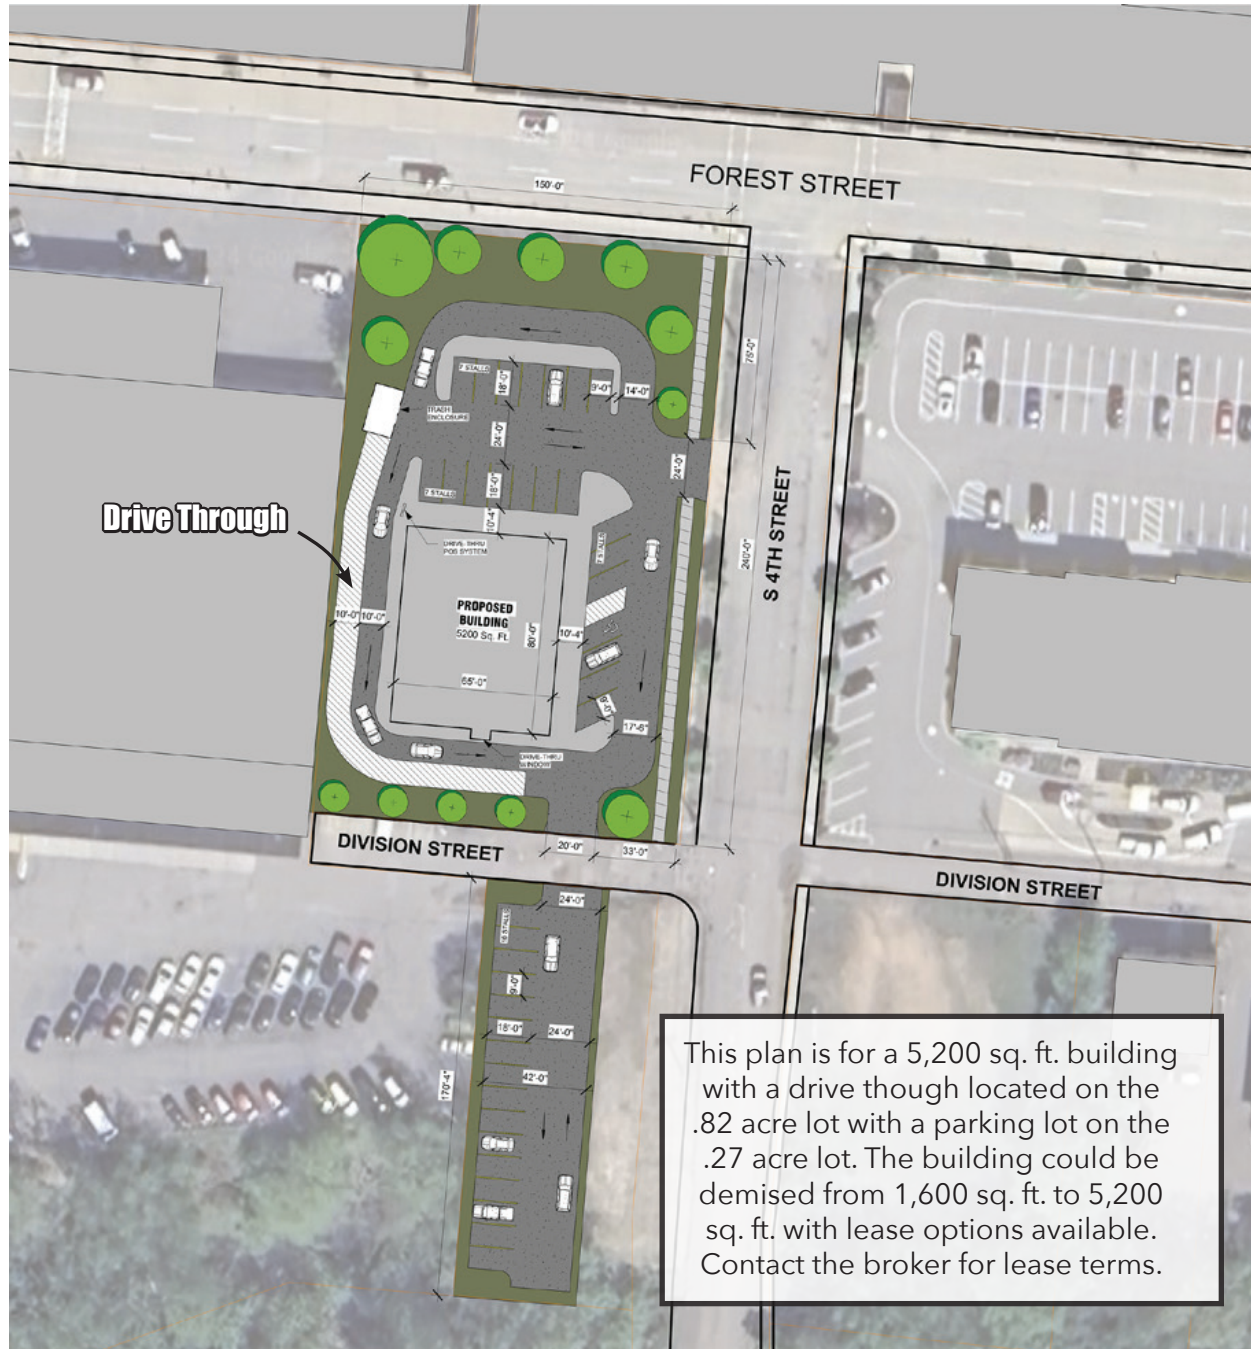 FOREST STREET
150'-0"
7 STALLS
18'-0"
9'-0"
14'-0"
75'-0"
TRASH
ENCLOSURE
24'-0"
24'-0"
7 STALLS
18'-0"
10'-4"
S 4TH STREET
240'-0"
Drive Through
DRIVE-THRU
POS SYSTEM
7 STALLS
PROPOSED
BUILDING
5200 Sq. Ft.
80'-0"
10'-0"
10'-0"
10'-4"
65'-0"
17'-6"
DRIVE-THRU
WINDOW
DIVISION STREET
20'-0"
33'-0"
DIVISION STREET
24'-0"
9'-0"
18'-0"
24'-0"
42'-0"
170'-4"
This plan is for a 5,200 sq. ft. building
with a drive though located on the
.82 acre lot with a parking lot on the
.27 acre lot. The building could be
demised from 1,600 sq. ft. to 5,200
sq. ft. with lease options available.
Contact the broker for lease terms.